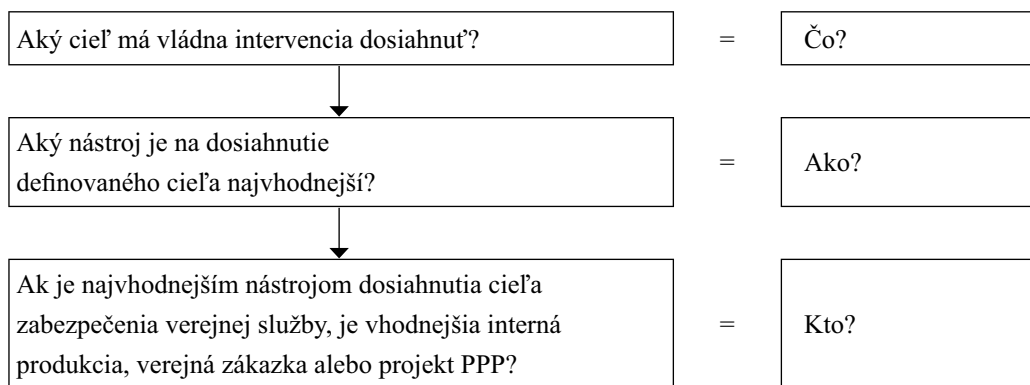 Aký cieľ má vládna intervencia dosiahnuť?
=
Čo?
Aký nástroj je na dosiahnutie
definovaného cieľa najvhodnejší?
=
Ako?
Ak je najvhodnejším nástrojom dosiahnutia cieľa
zabezpečenia verejnej služby, je vhodnejšia interná
produkcia, verejná zákazka alebo projekt PPP?
=
Kto?